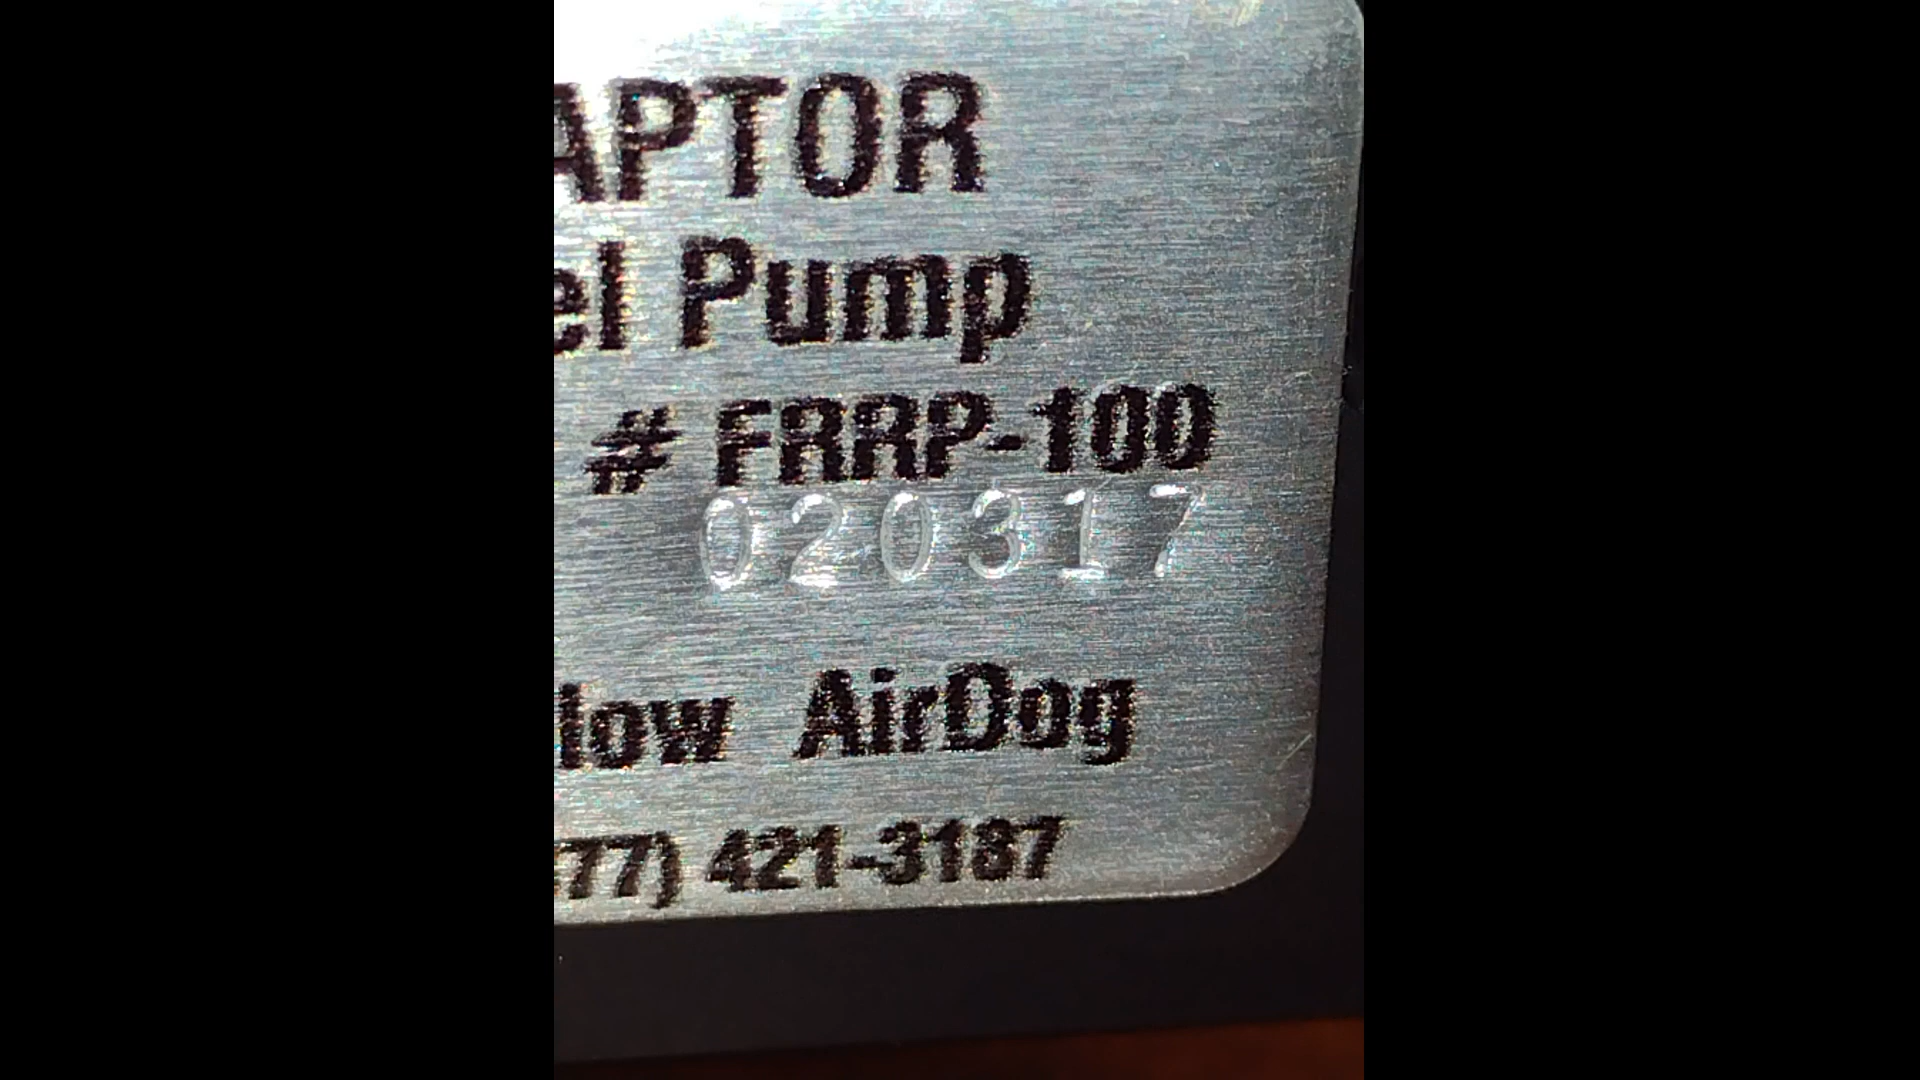 APTOR
el Pump
# FRRP-100
020317
low AirDog
77) 421-3187